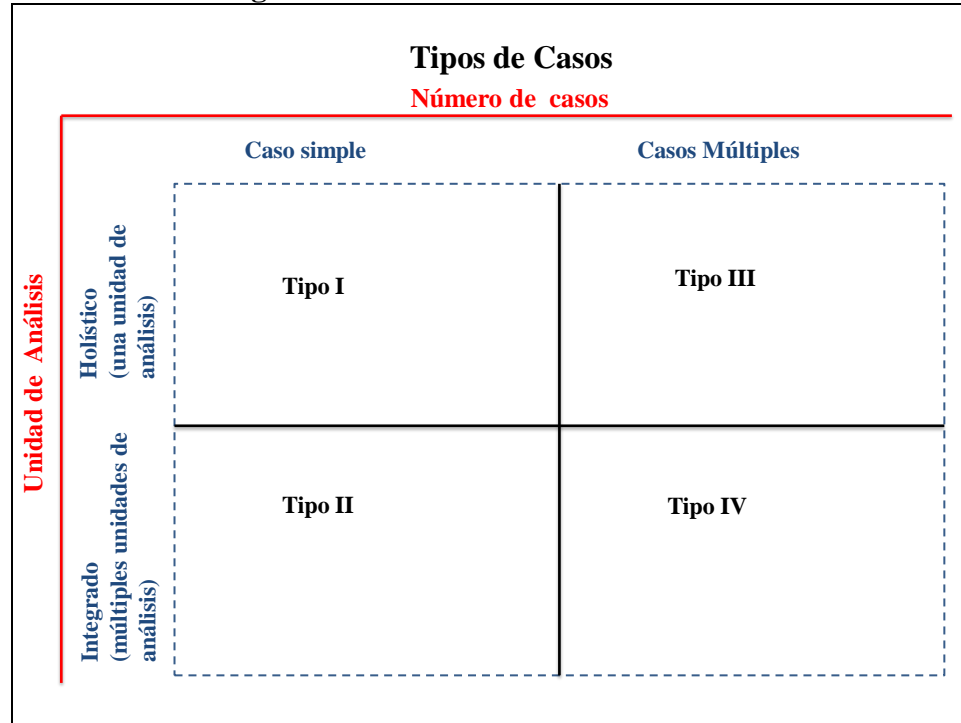 Tipos de Casos
Número de casos
Caso simple
Casos Múltiples
Unidad de Análisis
Holístico
(una unidad de
análisis)
Tipo I
Tipo III
Integrado
(múltiples unidades de
análisis)
Tipo II
Tipo IV